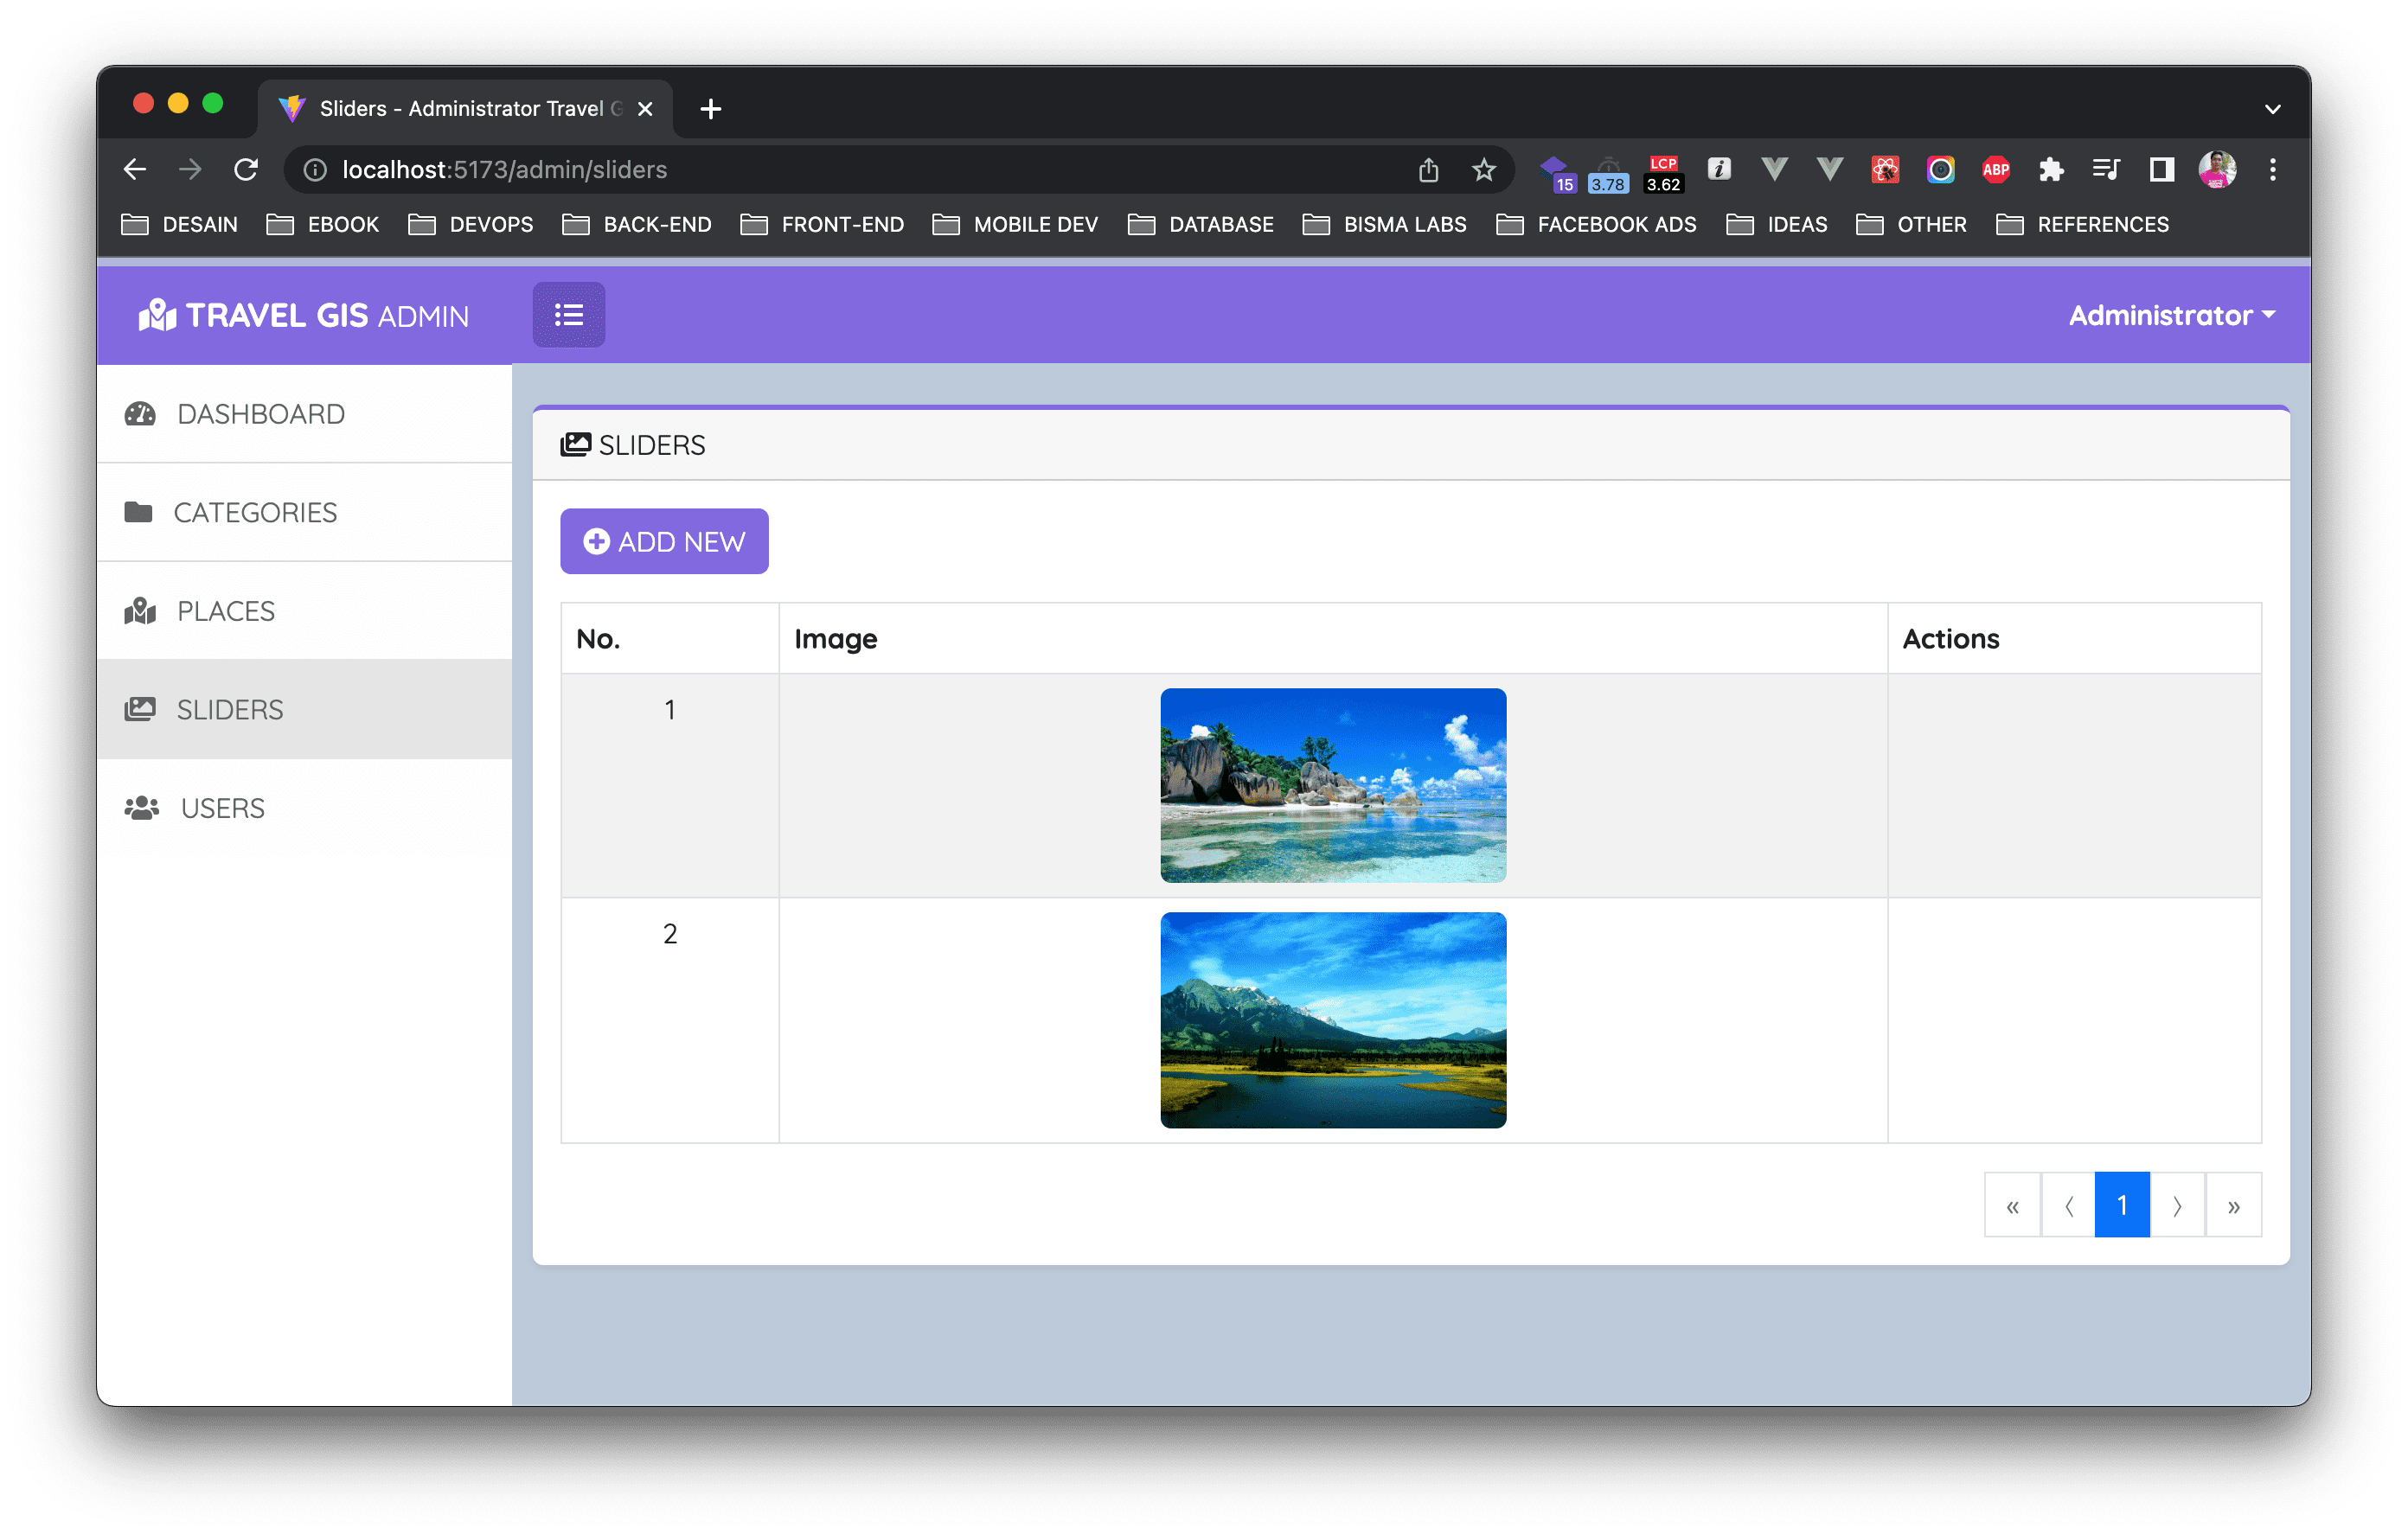 Sliders - Administrator Travel G
localhost:5173/admin/sliders
15
3.78
LCP
3.62
ABP
DESAIN EBOOK DEVOPS BACK-END FRONT-END MOBILE DEV DATABASE BISMA LABS FACEBOOK ADS IDEAS OTHER REFERENCES
TRAVEL GIS ADMIN
Administrator
DASHBOARD
CATEGORIES
PLACES
SLIDERS
USERS
SLIDERS
ADD NEW
No. Image Actions
1
2
« ⟨ 1 ⟩ »